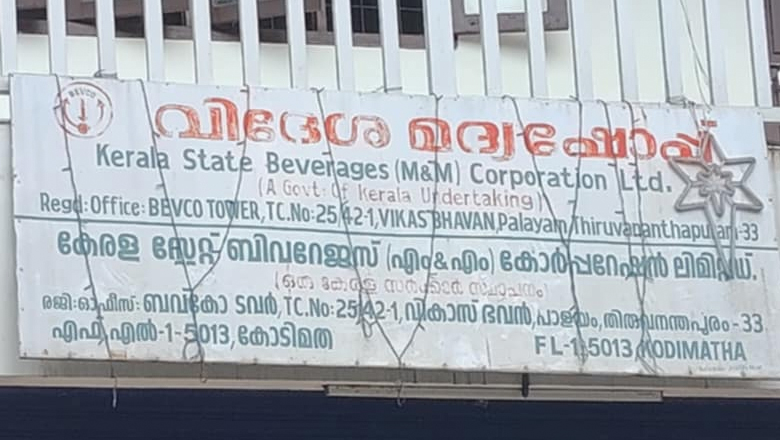 BEVCO
വിദേശ മദ്യഷോപ്പ്
Kerala State Beverages (M&M) Corporation Ltd.
(A Govt: Of Kerala Undertaking)
Regd: Office: BEVCO TOWER, TC.No:25/42-1, VIKAS BHAVAN, Palayam, Thiruvananthapuram-33
കേരള സ്റ്റേറ്റ് ബിവറേജസ് (എം&എം) കോർപ്പറേഷൻ ലിമിറ്റഡ്.
(ഒരു കേരള സർക്കാർ സ്ഥാപനം)
രജി:ഓഫീസ്: ബവ്കോ ടവർ, TC.No:25/42-1, വികാസ് ഭവൻ, പാളയം, തിരുവനന്തപുരം - 33
എഫ്.എൽ-1-5013, കോടിമത
FL-1-5013, KODIMATHA